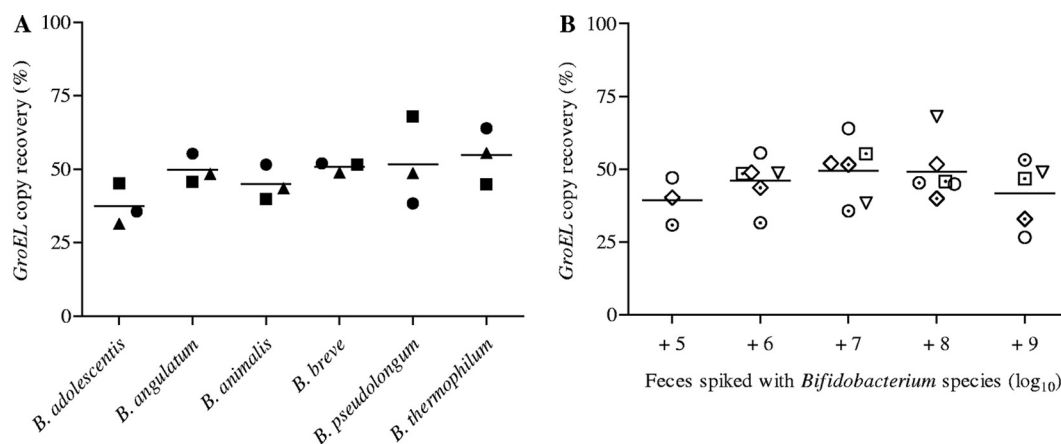 A
GroEL copy recovery (%)
100
75
50
25
0
B. adolescentis
B. angulatum
B. animalis
B. breve
B. pseudolongum
B. thermophilum
B
GroEL copy recovery (%)
100
75
50
25
0
+ 5
+ 6
+ 7
+ 8
+ 9
Feces spiked with Bifidobacterium species (log10)